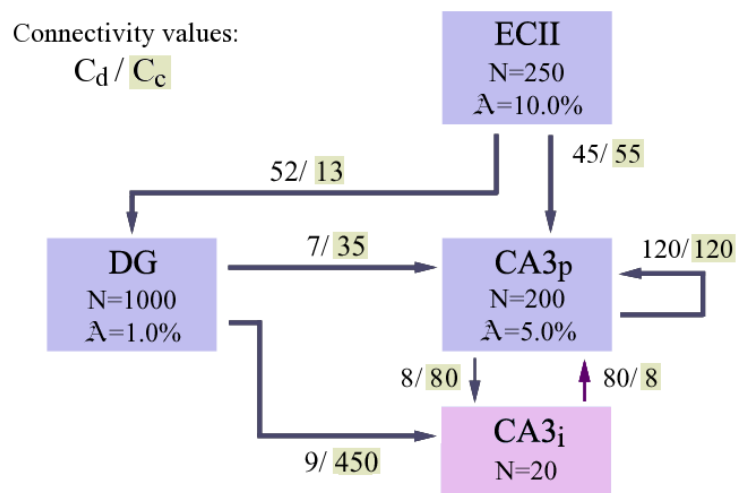 Connectivity values:
Cd / Cc
ECII
N=250
𝔄=10.0%
52/ 13
45/ 55
DG
N=1000
𝔄=1.0%
7/ 35
CA3p
N=200
𝔄=5.0%
120/120
8/ 80
80/ 8
9/ 450
CA3i
N=20